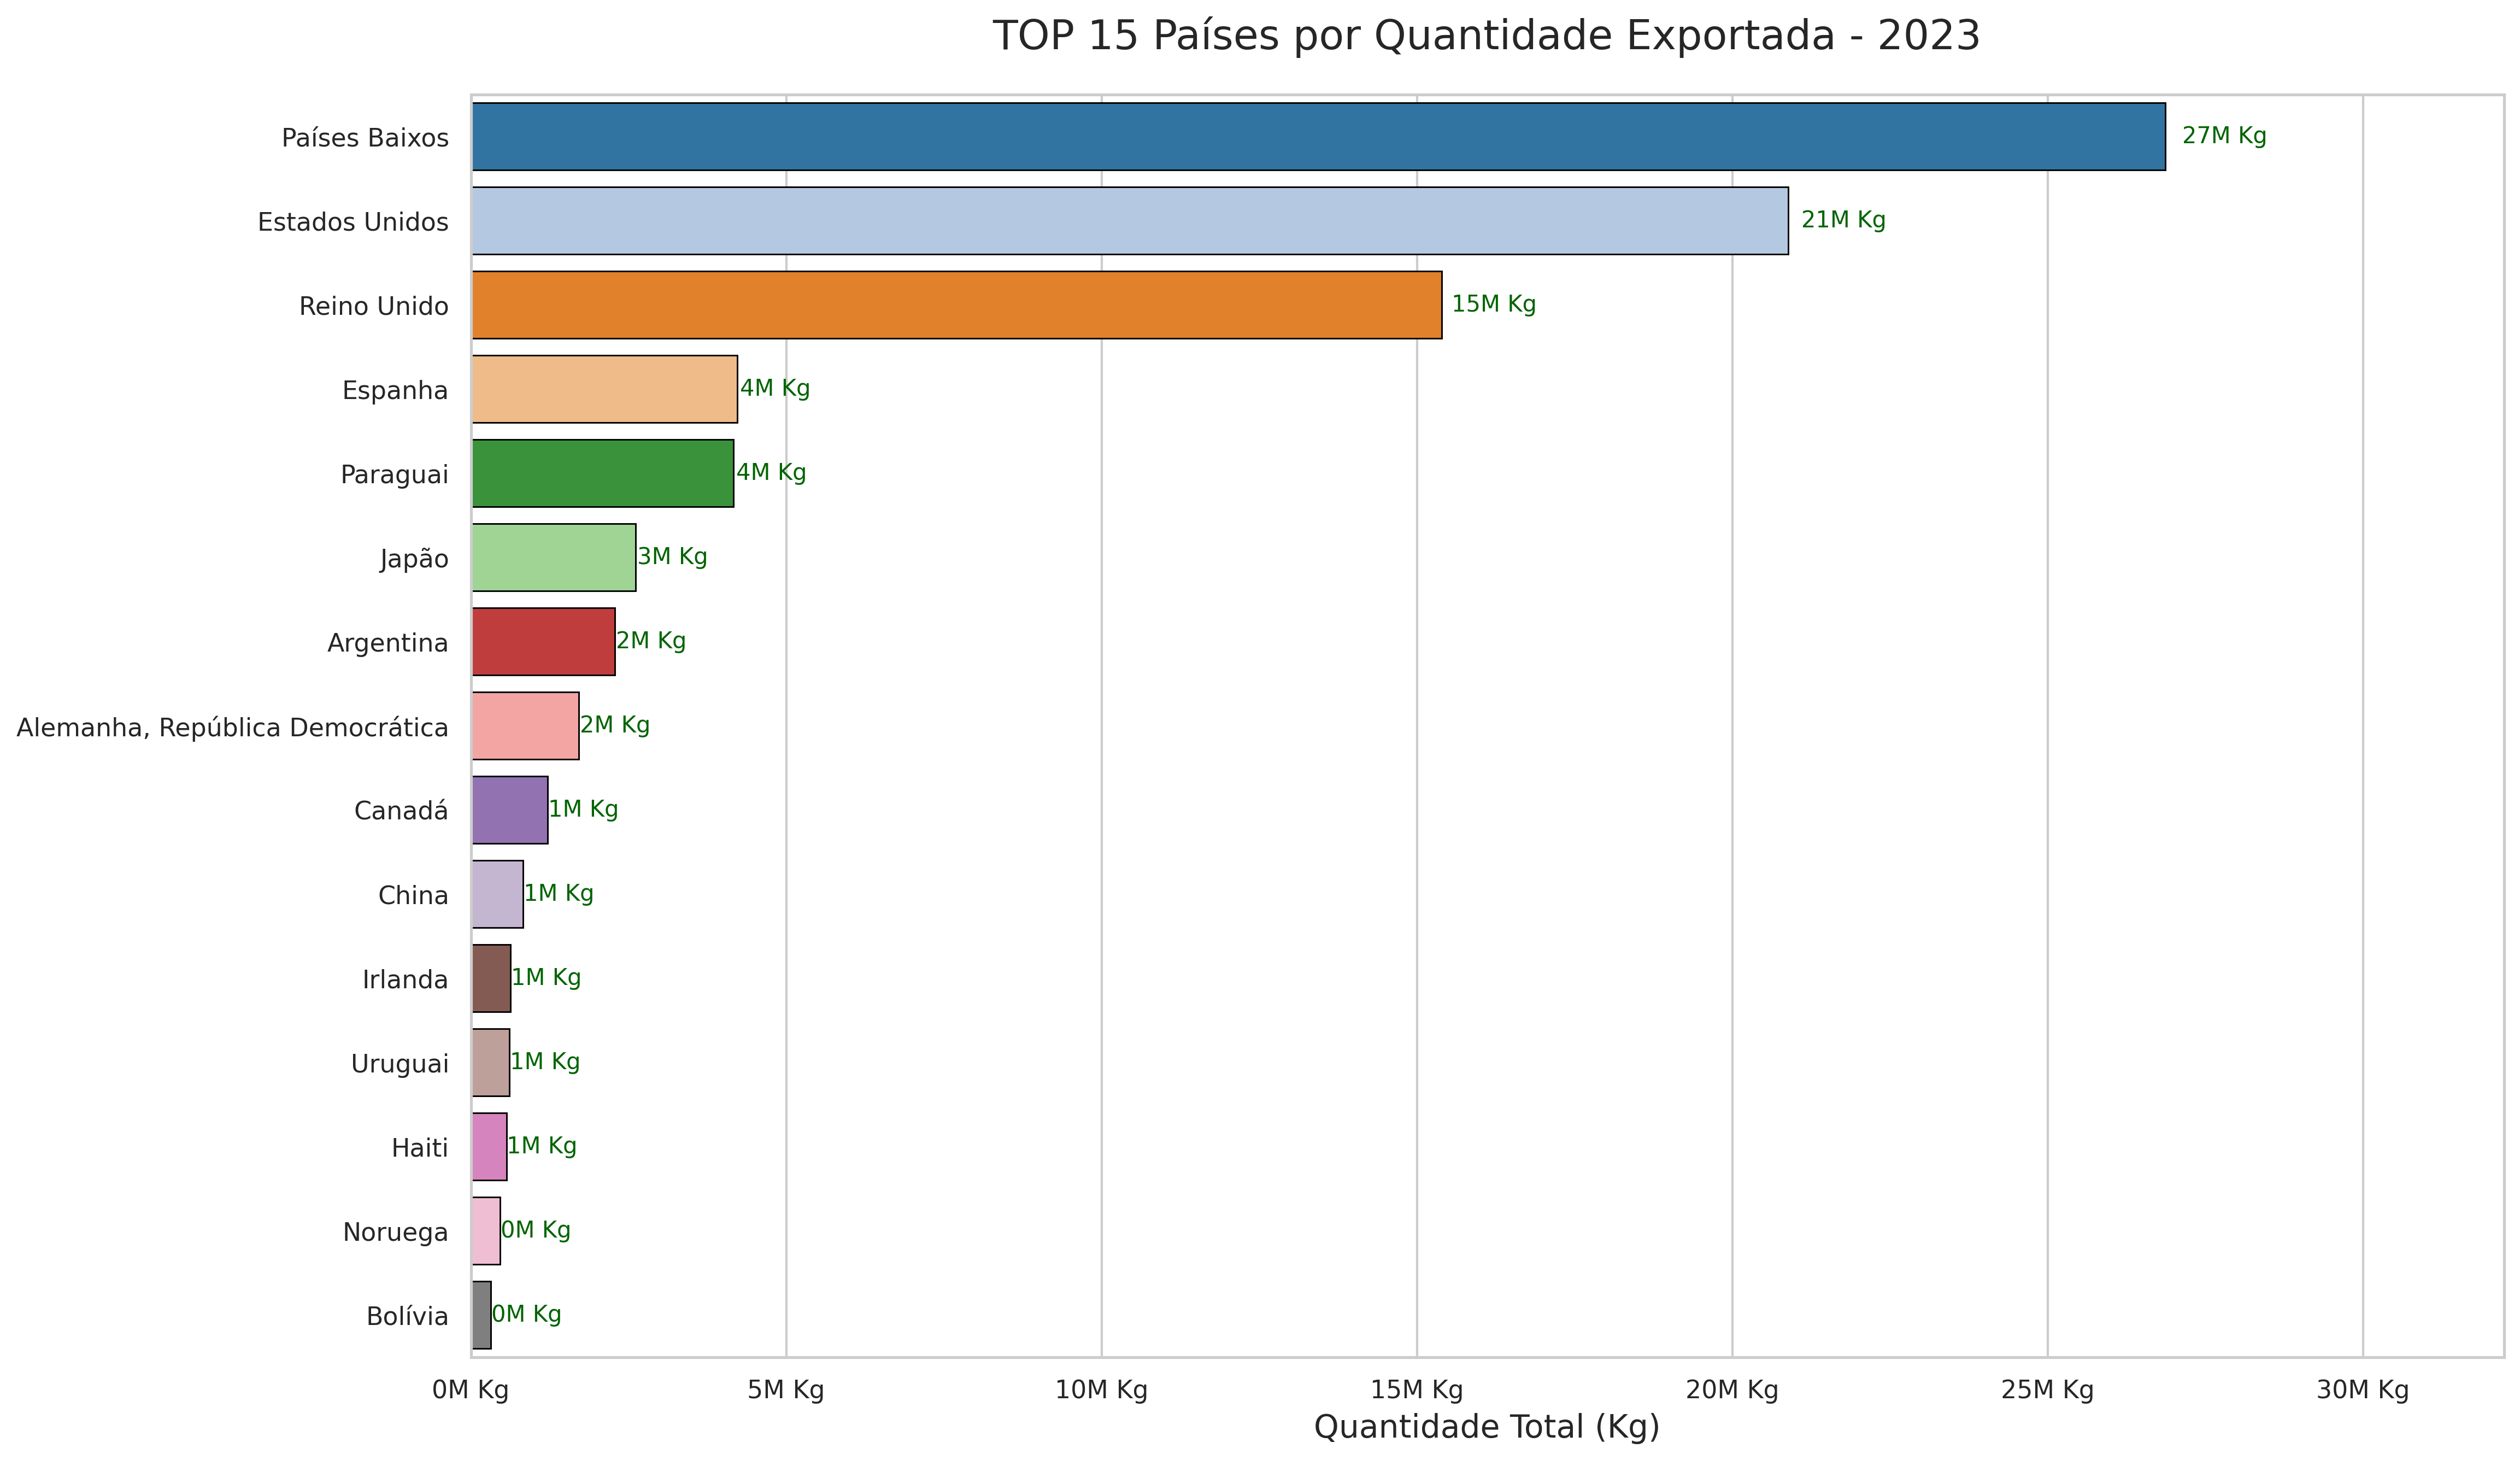 TOP 15 Países por Quantidade Exportada - 2023
Países Baixos 27M Kg
Estados Unidos 21M Kg
Reino Unido 15M Kg
Espanha 4M Kg
Paraguai 4M Kg
Japão 3M Kg
Argentina 2M Kg
Alemanha, República Democrática 2M Kg
Canadá 1M Kg
China 1M Kg
Irlanda 1M Kg
Uruguai 1M Kg
Haiti 1M Kg
Noruega 0M Kg
Bolívia 0M Kg
0M Kg 5M Kg 10M Kg 15M Kg 20M Kg 25M Kg 30M Kg
Quantidade Total (Kg)